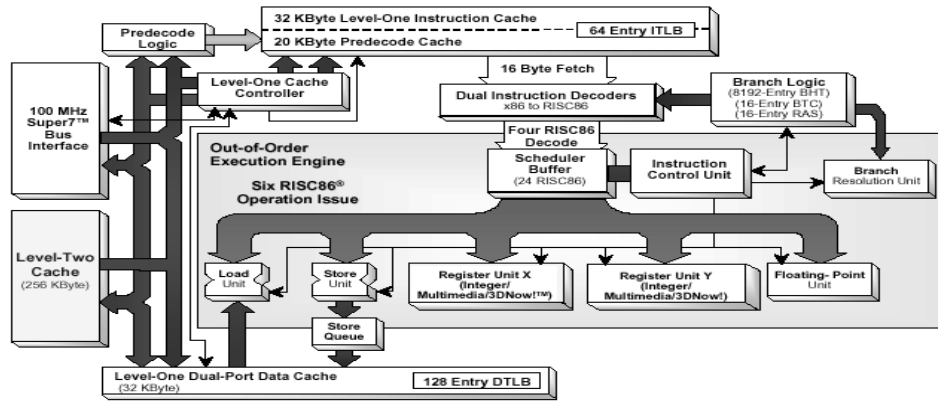 32 KByte Level-One Instruction Cache
20 KByte Predecode Cache
64 Entry ITLB
Predecode
Logic
Level-One Cache
Controller
16 Byte Fetch
Dual Instruction Decoders
x86 to RISC86
Branch Logic
(8192-Entry BHT)
(16-Entry BTC)
(16-Entry RAS)
100 MHz
Super7™
Bus
Interface
Four RISC86
Decode
Out-of-Order
Execution Engine
Scheduler
Buffer
(24 RISC86)
Instruction
Control Unit
Branch
Resolution Unit
Six RISC86®
Operation Issue
Level-Two
Cache
(256 KByte)
Load
Unit
Store
Unit
Register Unit X
(Integer/
Multimedia/3DNow!™)
Register Unit Y
(Integer/
Multimedia/3DNow!)
Floating- Point
Unit
Store
Queue
Level-One Dual-Port Data Cache
(32 KByte)
128 Entry DTLB